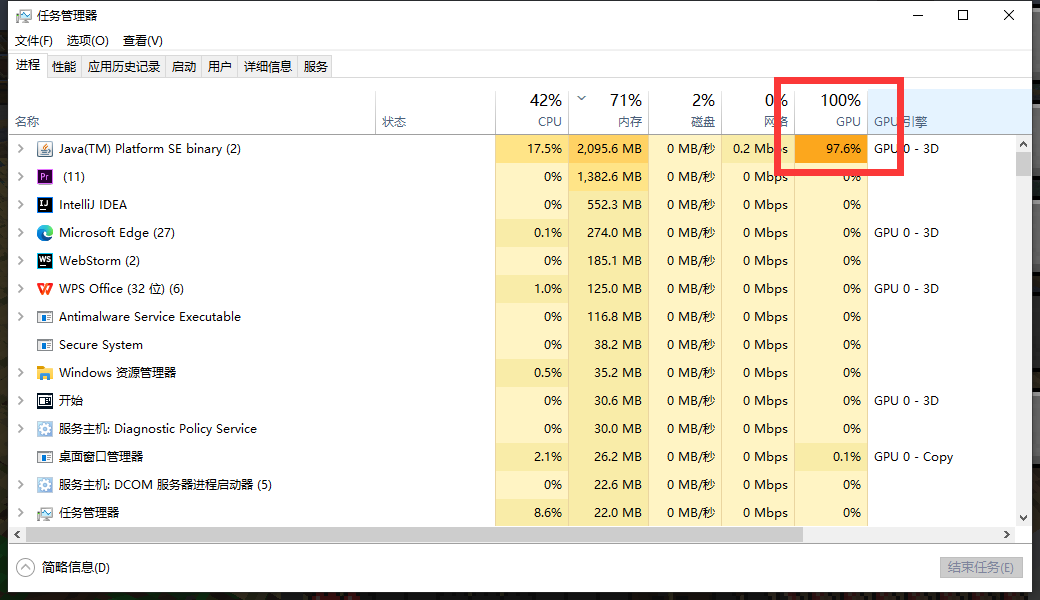 任务管理器
文件(F) 选项(O) 查看(V)
进程 性能 应用历史记录 启动 用户 详细信息 服务
42% 71% 2% 0% 100%
名称 状态 CPU 内存 磁盘 网络 GPU GPU 引擎
Java(TM) Platform SE binary (2) 17.5% 2,095.6 MB 0 MB/秒 0.2 Mbps 97.6% GPU 0 - 3D
Pr (11) 0% 1,382.6 MB 0 MB/秒 0 Mbps 0%
IJ IntelliJ IDEA 0% 552.3 MB 0 MB/秒 0 Mbps 0%
Microsoft Edge (27) 0.1% 274.0 MB 0 MB/秒 0 Mbps 0% GPU 0 - 3D
WS WebStorm (2) 0% 185.1 MB 0 MB/秒 0 Mbps 0%
WPS Office (32 位) (6) 1.0% 125.0 MB 0 MB/秒 0 Mbps 0% GPU 0 - 3D
Antimalware Service Executable 0% 116.8 MB 0 MB/秒 0 Mbps 0%
Secure System 0% 38.2 MB 0 MB/秒 0 Mbps 0%
Windows 资源管理器 0.5% 35.2 MB 0 MB/秒 0 Mbps 0%
开始 0% 30.6 MB 0 MB/秒 0 Mbps 0% GPU 0 - 3D
服务主机: Diagnostic Policy Service 0% 30.0 MB 0 MB/秒 0 Mbps 0%
桌面窗口管理器 2.1% 26.2 MB 0 MB/秒 0 Mbps 0.1% GPU 0 - Copy
服务主机: DCOM 服务器进程启动器 (5) 0% 22.6 MB 0 MB/秒 0 Mbps 0%
任务管理器 8.6% 22.0 MB 0 MB/秒 0 Mbps 0%
简略信息(D) 结束任务(E)